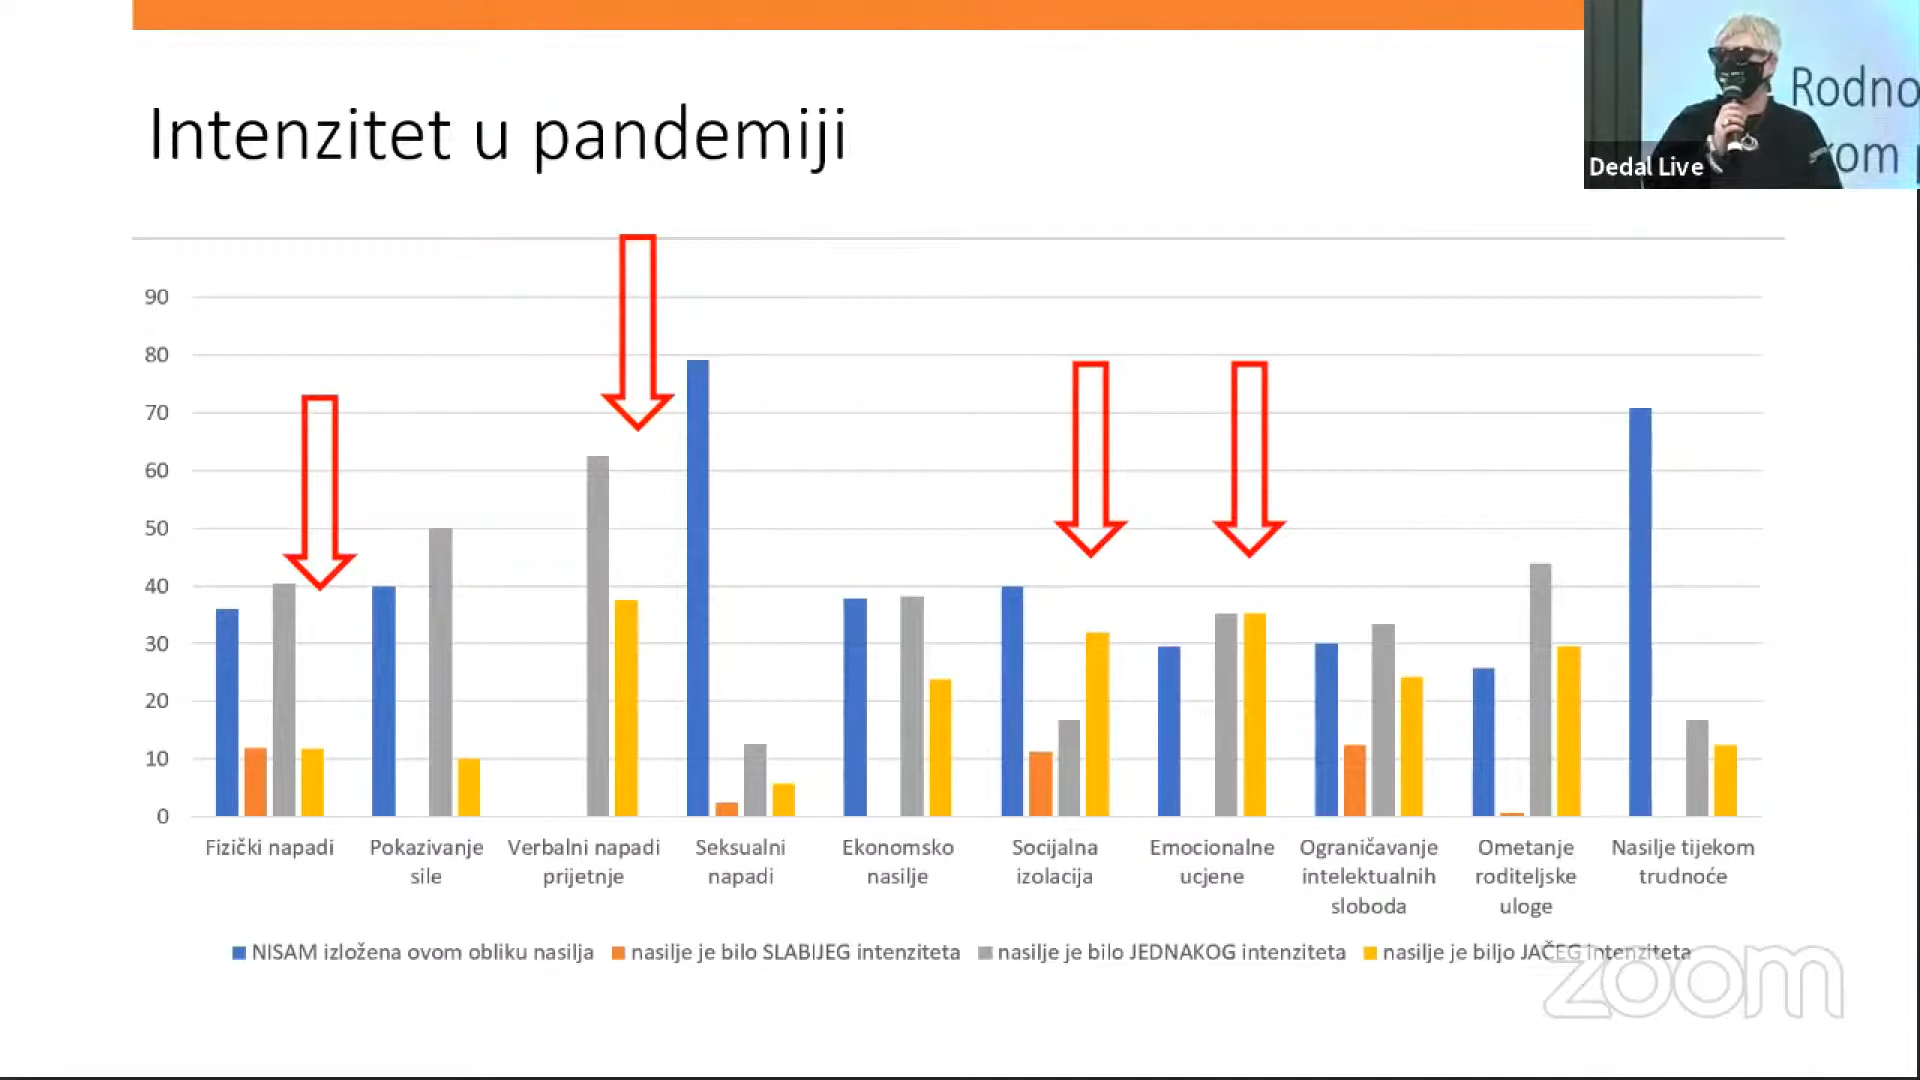 Intenzitet u pandemiji
Rodno
Dedal Live
90
80
70
60
50
40
30
20
10
0
Fizički napadi
Pokazivanje
sile
Verbalni napadi
prijetnje
Seksualni
napadi
Ekonomsko
nasilje
Socijalna
izolacija
Emocionalne
ucjene
Ograničavanje
intelektualnih
sloboda
Ometanje
roditeljske
uloge
Nasilje tijekom
trudnoće
NISAM izložena ovom obliku nasilja
nasilje je bilo SLABIJEG intenziteta
nasilje je bilo JEDNAKOG intenziteta
nasilje je biljo JAČEG intenziteta
zoom